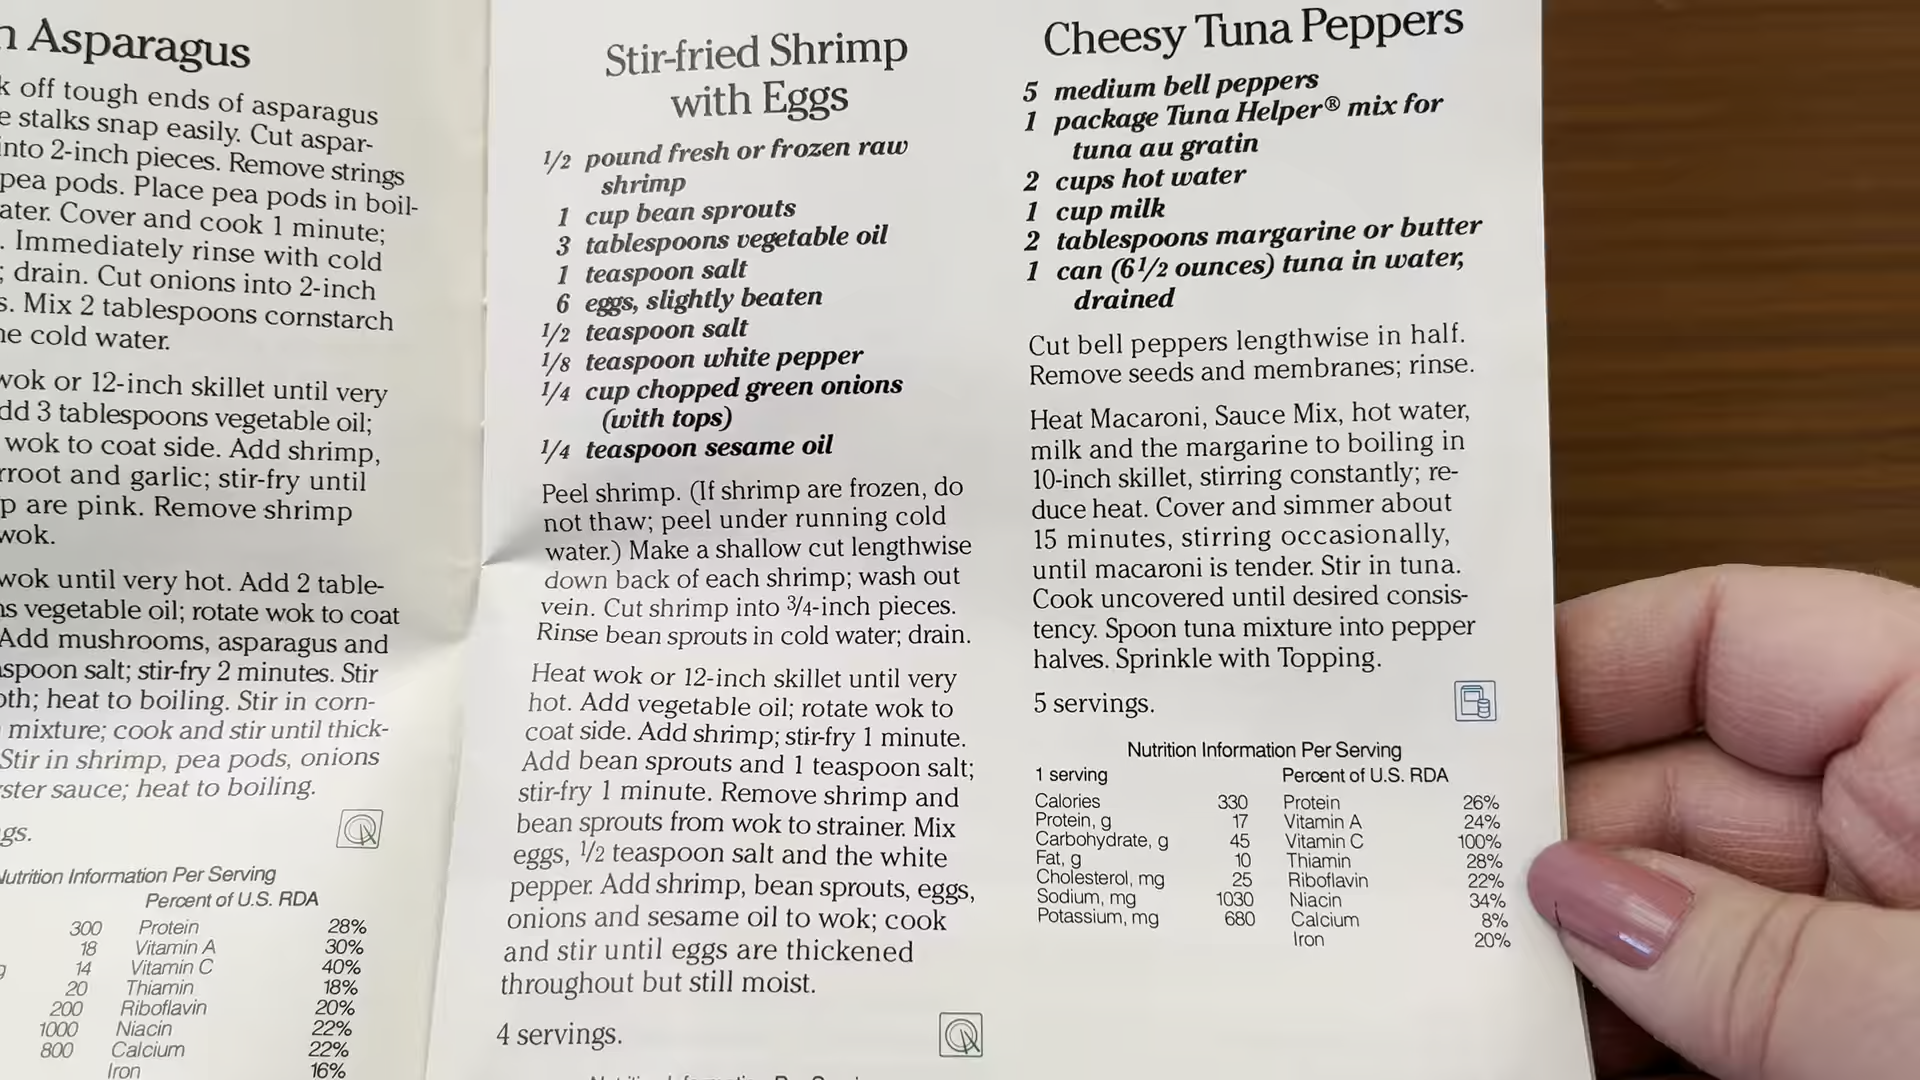 n Asparagus
k off tough ends of asparagus
e stalks snap easily. Cut aspar-
into 2-inch pieces. Remove strings
pea pods. Place pea pods in boil-
ater. Cover and cook 1 minute;
. Immediately rinse with cold
; drain. Cut onions into 2-inch
s. Mix 2 tablespoons cornstarch
ne cold water.
wok or 12-inch skillet until very
dd 3 tablespoons vegetable oil;
wok to coat side. Add shrimp,
rroot and garlic; stir-fry until
p are pink. Remove shrimp
wok.
wok until very hot. Add 2 table-
ns vegetable oil; rotate wok to coat
Add mushrooms, asparagus and
aspoon salt; stir-fry 2 minutes. Stir
oth; heat to boiling. Stir in corn-
mixture; cook and stir until thick-
Stir in shrimp, pea pods, onions
ster sauce; heat to boiling.
gs.
Nutrition Information Per Serving
Percent of U.S. RDA
300 Protein 28%
18 Vitamin A 30%
g 14 Vitamin C 40%
20 Thiamin 18%
200 Riboflavin 20%
1000 Niacin 22%
800 Calcium 22%
Iron 16%
Stir-fried Shrimp
with Eggs
1/2 pound fresh or frozen raw
shrimp
1 cup bean sprouts
3 tablespoons vegetable oil
1 teaspoon salt
6 eggs, slightly beaten
1/2 teaspoon salt
1/8 teaspoon white pepper
1/4 cup chopped green onions
(with tops)
1/4 teaspoon sesame oil
Peel shrimp. (If shrimp are frozen, do
not thaw; peel under running cold
water.) Make a shallow cut lengthwise
down back of each shrimp; wash out
vein. Cut shrimp into 3/4-inch pieces.
Rinse bean sprouts in cold water; drain.
Heat wok or 12-inch skillet until very
hot. Add vegetable oil; rotate wok to
coat side. Add shrimp; stir-fry 1 minute.
Add bean sprouts and 1 teaspoon salt;
stir-fry 1 minute. Remove shrimp and
bean sprouts from wok to strainer. Mix
eggs, 1/2 teaspoon salt and the white
pepper. Add shrimp, bean sprouts, eggs,
onions and sesame oil to wok; cook
and stir until eggs are thickened
throughout but still moist.
4 servings.
Cheesy Tuna Peppers
5 medium bell peppers
1 package Tuna Helper® mix for
tuna au gratin
2 cups hot water
1 cup milk
2 tablespoons margarine or butter
1 can (6 1/2 ounces) tuna in water,
drained
Cut bell peppers lengthwise in half.
Remove seeds and membranes; rinse.
Heat Macaroni, Sauce Mix, hot water,
milk and the margarine to boiling in
10-inch skillet, stirring constantly; re-
duce heat. Cover and simmer about
15 minutes, stirring occasionally,
until macaroni is tender. Stir in tuna.
Cook uncovered until desired consis-
tency. Spoon tuna mixture into pepper
halves. Sprinkle with Topping.
5 servings.
Nutrition Information Per Serving
1 serving Percent of U.S. RDA
Calories 330 Protein 26%
Protein, g 17 Vitamin A 24%
Carbohydrate, g 45 Vitamin C 100%
Fat, g 10 Thiamin 28%
Cholesterol, mg 25 Riboflavin 22%
Sodium, mg 1030 Niacin 34%
Potassium, mg 680 Calcium 8%
Iron 20%